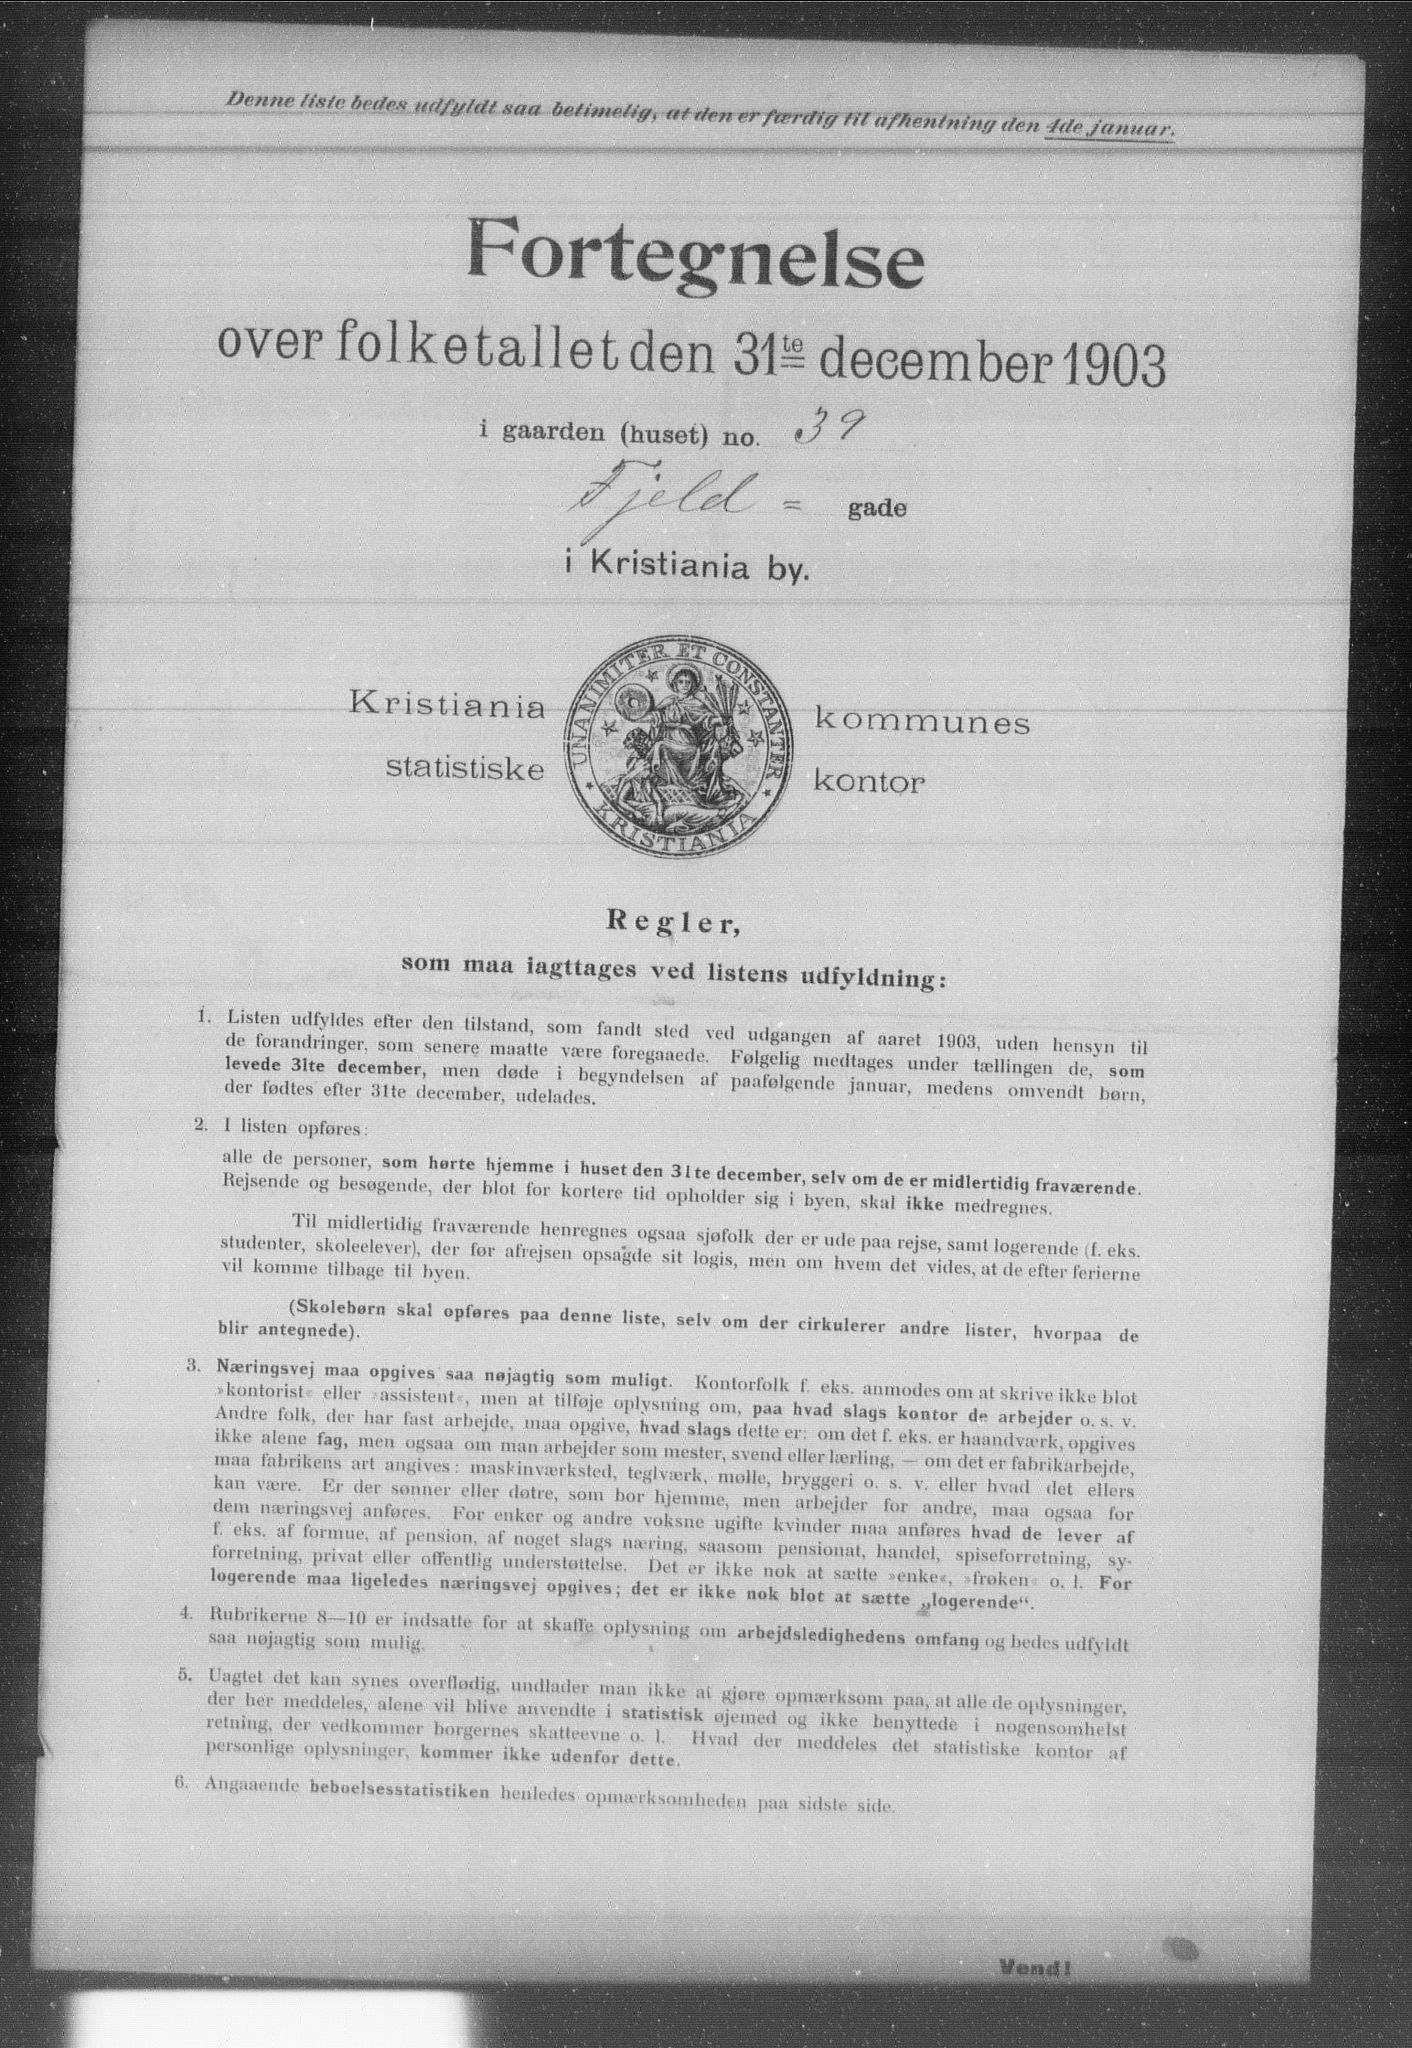 Denne liste bedes udfyldt saa betimelig, at den er færdig til afhentning den 4de januar.
Fortegnelse
over folketallet den 31te december 1903
i gaarden (huset) no. 39
Fjeld = gade
i Kristiania by.
UNANIMITER ET CONSTANTER
★ KRISTIANIA ★
Kristiania kommunes
statistiske kontor
Regler,
som maa iagttages ved listens udfyldning:
1. Listen udfyldes efter den tilstand, som fandt sted ved udgangen af aaret 1903, uden hensyn til
de forandringer, som senere maatte være foregaaede. Følgelig medtages under tællingen de, som
levede 31te december, men døde i begyndelsen af paafølgende januar, medens omvendt børn,
der fødtes efter 31te december, udelades.
2. I listen opføres:
alle de personer, som hørte hjemme i huset den 31te december, selv om de er midlertidig fraværende.
Rejsende og besøgende, der blot for kortere tid opholder sig i byen, skal ikke medregnes.
Til midlertidig fraværende henregnes ogsaa sjøfolk der er ude paa rejse, samt logerende (f. eks.
studenter, skoleelever), der før afrejsen opsagde sit logis, men om hvem det vides, at de efter ferierne
vil komme tilbage til byen.
(Skolebørn skal opføres paa denne liste, selv om der cirkulerer andre lister, hvorpaa de
blir antegnede).
3. Næringsvej maa opgives saa nøjagtig som muligt. Kontorfolk f. eks. anmodes om at skrive ikke blot
»kontorist« eller »assistent«, men at tilføje oplysning om, paa hvad slags kontor de arbejder o. s. v.
Andre folk, der har fast arbejde, maa opgive, hvad slags dette er: om det f. eks. er haandværk, opgives
ikke alene fag, men ogsaa om man arbejder som mester, svend eller lærling, — om det er fabrikarbejde,
maa fabrikens art angives: maskinværksted, teglværk, mølle, bryggeri o. s. v. eller hvad det ellers
kan være. Er der sønner eller døtre, som bor hjemme, men arbejder for andre, maa ogsaa for
dem næringsvej anføres. For enker og andre voksne ugifte kvinder maa anføres hvad de lever af
f. eks. af formue, af pension, af noget slags næring, saasom pensionat, handel, spiseforretning, sy-
forretning, privat eller offentlig understøttelse. Det er ikke nok at sætte »enke«, »frøken« o. l. For
logerende maa ligeledes næringsvej opgives; det er ikke nok blot at sætte „logerende“.
4. Rubrikerne 8—10 er indsatte for at skaffe oplysning om arbejdsledighedens omfang og bedes udfyldt
saa nøjagtig som mulig.
5. Uagtet det kan synes overflødig, undlader man ikke at gjøre opmærksom paa, at alle de oplysninger,
der her meddeles, alene vil blive anvendte i statistisk øjemed og ikke benyttede i nogensomhelst
retning, der vedkommer borgernes skatteevne o. l. Hvad der meddeles det statistiske kontor af
personlige oplysninger, kommer ikke udenfor dette.
6. Angaaende beboelsesstatistiken henledes opmærksomheden paa sidste side.
Vend!